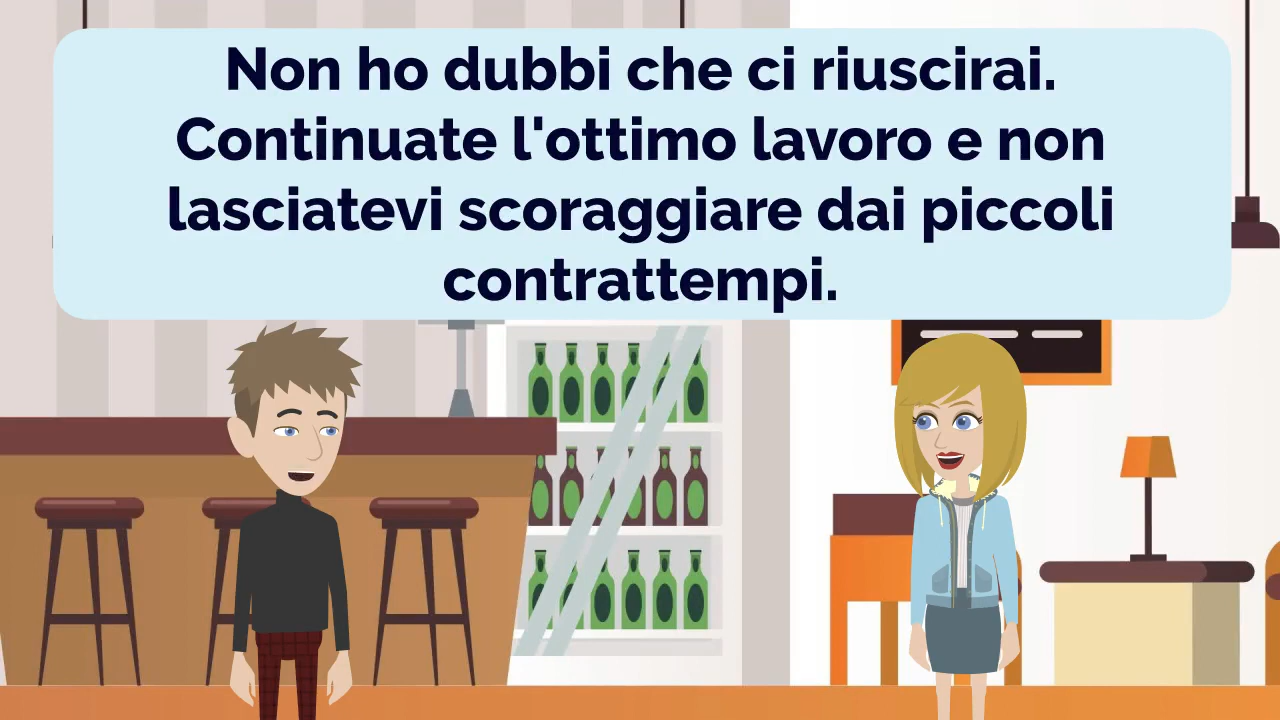 Non ho dubbi che ci riuscirai.
Continuate l'ottimo lavoro e non
lasciatevi scoraggiare dai piccoli
contrattempi.